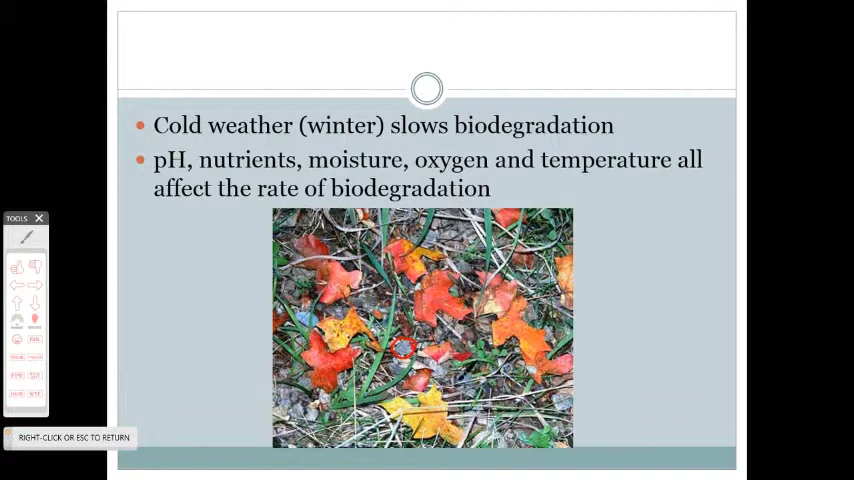 Cold weather (winter) slows biodegradation
pH, nutrients, moisture, oxygen and temperature all
affect the rate of biodegradation
TOOLS
RIGHT-CLICK OR ESC TO RETURN